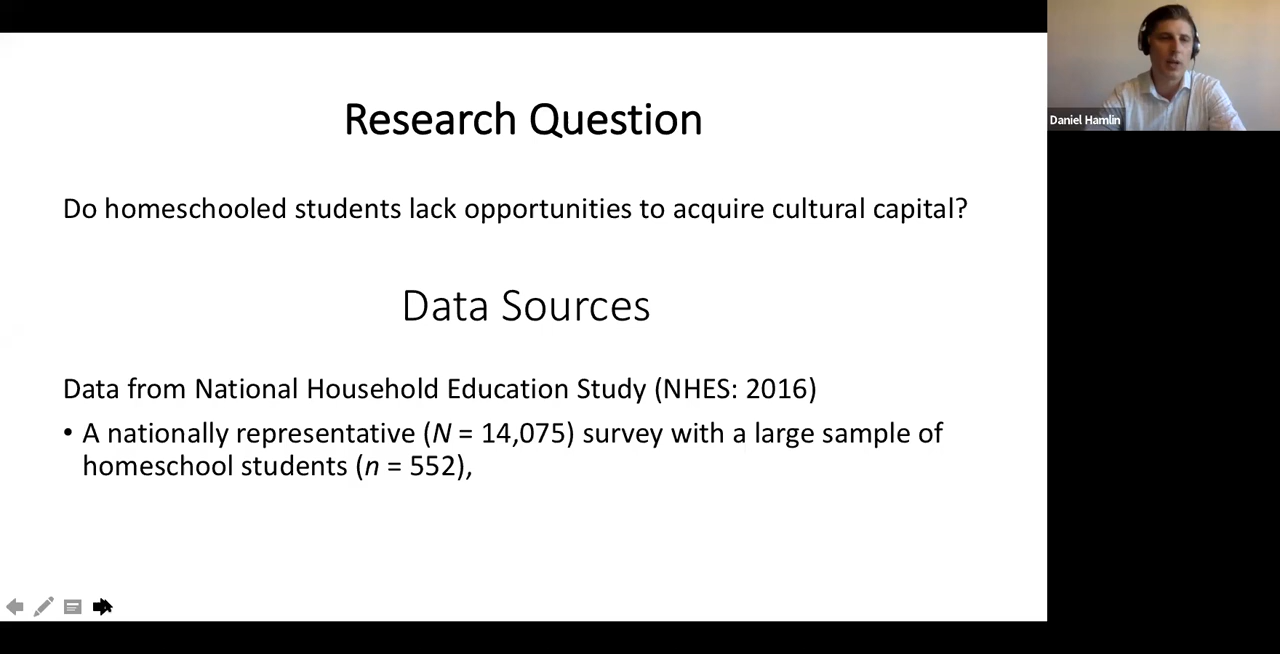 Research Question
Do homeschooled students lack opportunities to acquire cultural capital?
Data Sources
Data from National Household Education Study (NHES: 2016)
• A nationally representative (N = 14,075) survey with a large sample of
homeschool students (n = 552),
Daniel Hamlin